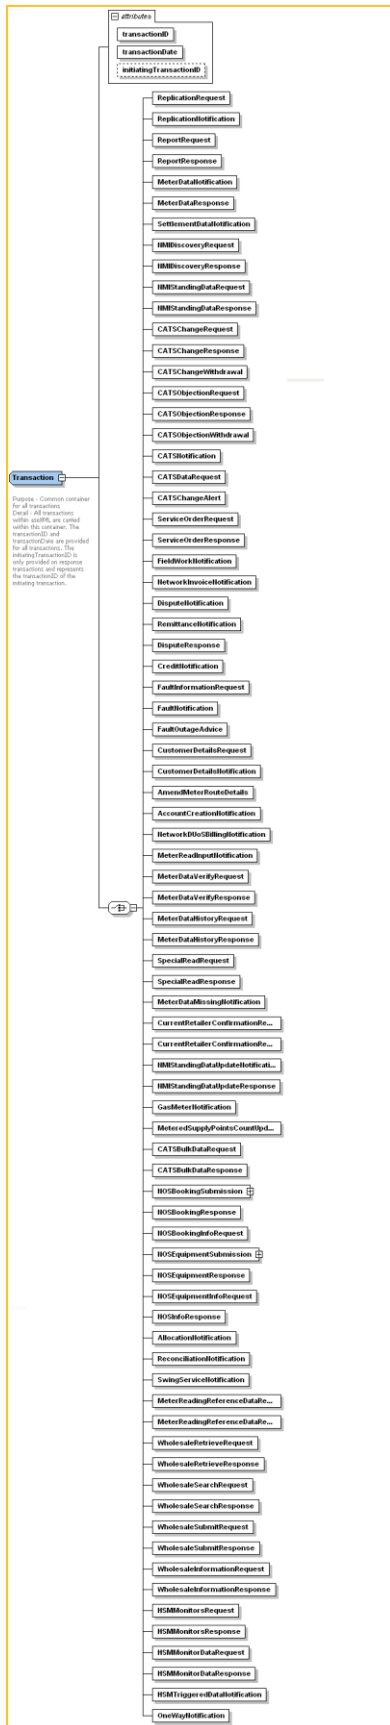 attributes
transactionID
transactionDate
initiatingTransactionID
ReplicationRequest
ReplicationNotification
ReportRequest
ReportResponse
MeterDataNotification
MeterDataResponse
SettlementDataNotification
NMIDiscoveryRequest
NMIDiscoveryResponse
NMIStandingDataRequest
NMIStandingDataResponse
CATSChangeRequest
CATSChangeResponse
CATSChangeWithdrawal
CATSObjectionRequest
CATSObjectionResponse
CATSObjectionWithdrawal
CATSNotification
Transaction
CATSDataRequest
CATSChangeAlert
Purpose - Common container
for all transactions
Detail - All transactions
within aseXML are carried
within this container. The
transactionID and
transactionDate are provided
for all transactions. The
initiatingTransactionID is
only provided on response
transactions and represents
the transactionID of the
initiating transaction.
ServiceOrderRequest
ServiceOrderResponse
FieldWorkNotification
NetworkInvoiceNotification
DisputeNotification
RemittanceNotification
DisputeResponse
CreditNotification
FaultInformationRequest
FaultNotification
FaultOutageAdvice
CustomerDetailsRequest
CustomerDetailsNotification
AmendMeterRouteDetails
AccountCreationNotification
NetworkDUoSBillingNotification
MeterReadInputNotification
MeterDataVerifyRequest
MeterDataVerifyResponse
MeterDataHistoryRequest
MeterDataHistoryResponse
SpecialReadRequest
SpecialReadResponse
MeterDataMissingNotification
CurrentRetailerConfirmationRe...
CurrentRetailerConfirmationRe...
NMIStandingDataUpdateNotificati...
NMIStandingDataUpdateResponse
GasMeterNotification
MeteredSupplyPointsCountUpd...
CATSBulkDataRequest
CATSBulkDataResponse
NOSBookingSubmission
NOSBookingResponse
NOSBookingInfoRequest
NOSEquipmentSubmission
NOSEquipmentResponse
NOSEquipmentInfoRequest
NOSInfoResponse
AllocationNotification
ReconciliationNotification
SwingServiceNotification
MeterReadingReferenceDataRe...
MeterReadingReferenceDataRe...
WholesaleRetrieveRequest
WholesaleRetrieveResponse
WholesaleSearchRequest
WholesaleSearchResponse
WholesaleSubmitRequest
WholesaleSubmitResponse
WholesaleInformationRequest
WholesaleInformationResponse
HSMMonitorsRequest
HSMMonitorsResponse
HSMMonitorDataRequest
HSMMonitorDataResponse
HSMTriggeredDataNotification
OneWayNotification